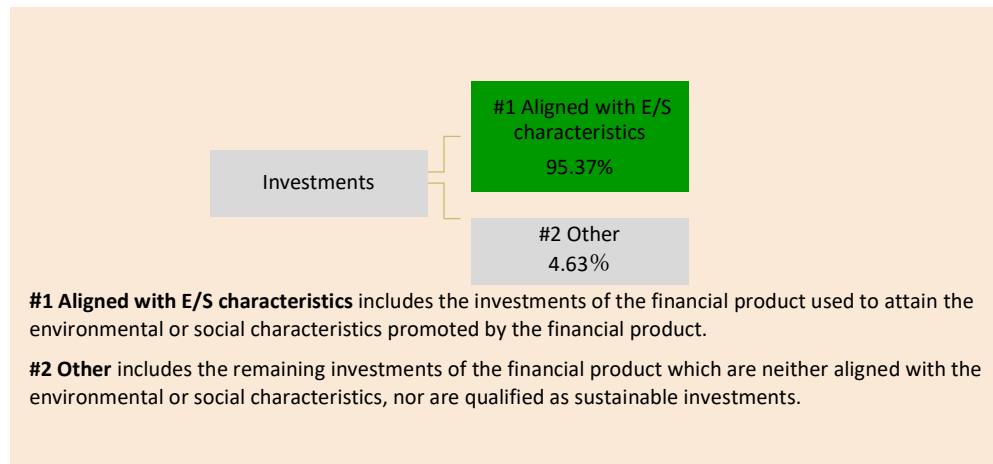 #1 Aligned with E/S
characteristics
95.37%
Investments
#2 Other
4.63%
#1 Aligned with E/S characteristics includes the investments of the financial product used to attain the
environmental or social characteristics promoted by the financial product.
#2 Other includes the remaining investments of the financial product which are neither aligned with the
environmental or social characteristics, nor are qualified as sustainable investments.